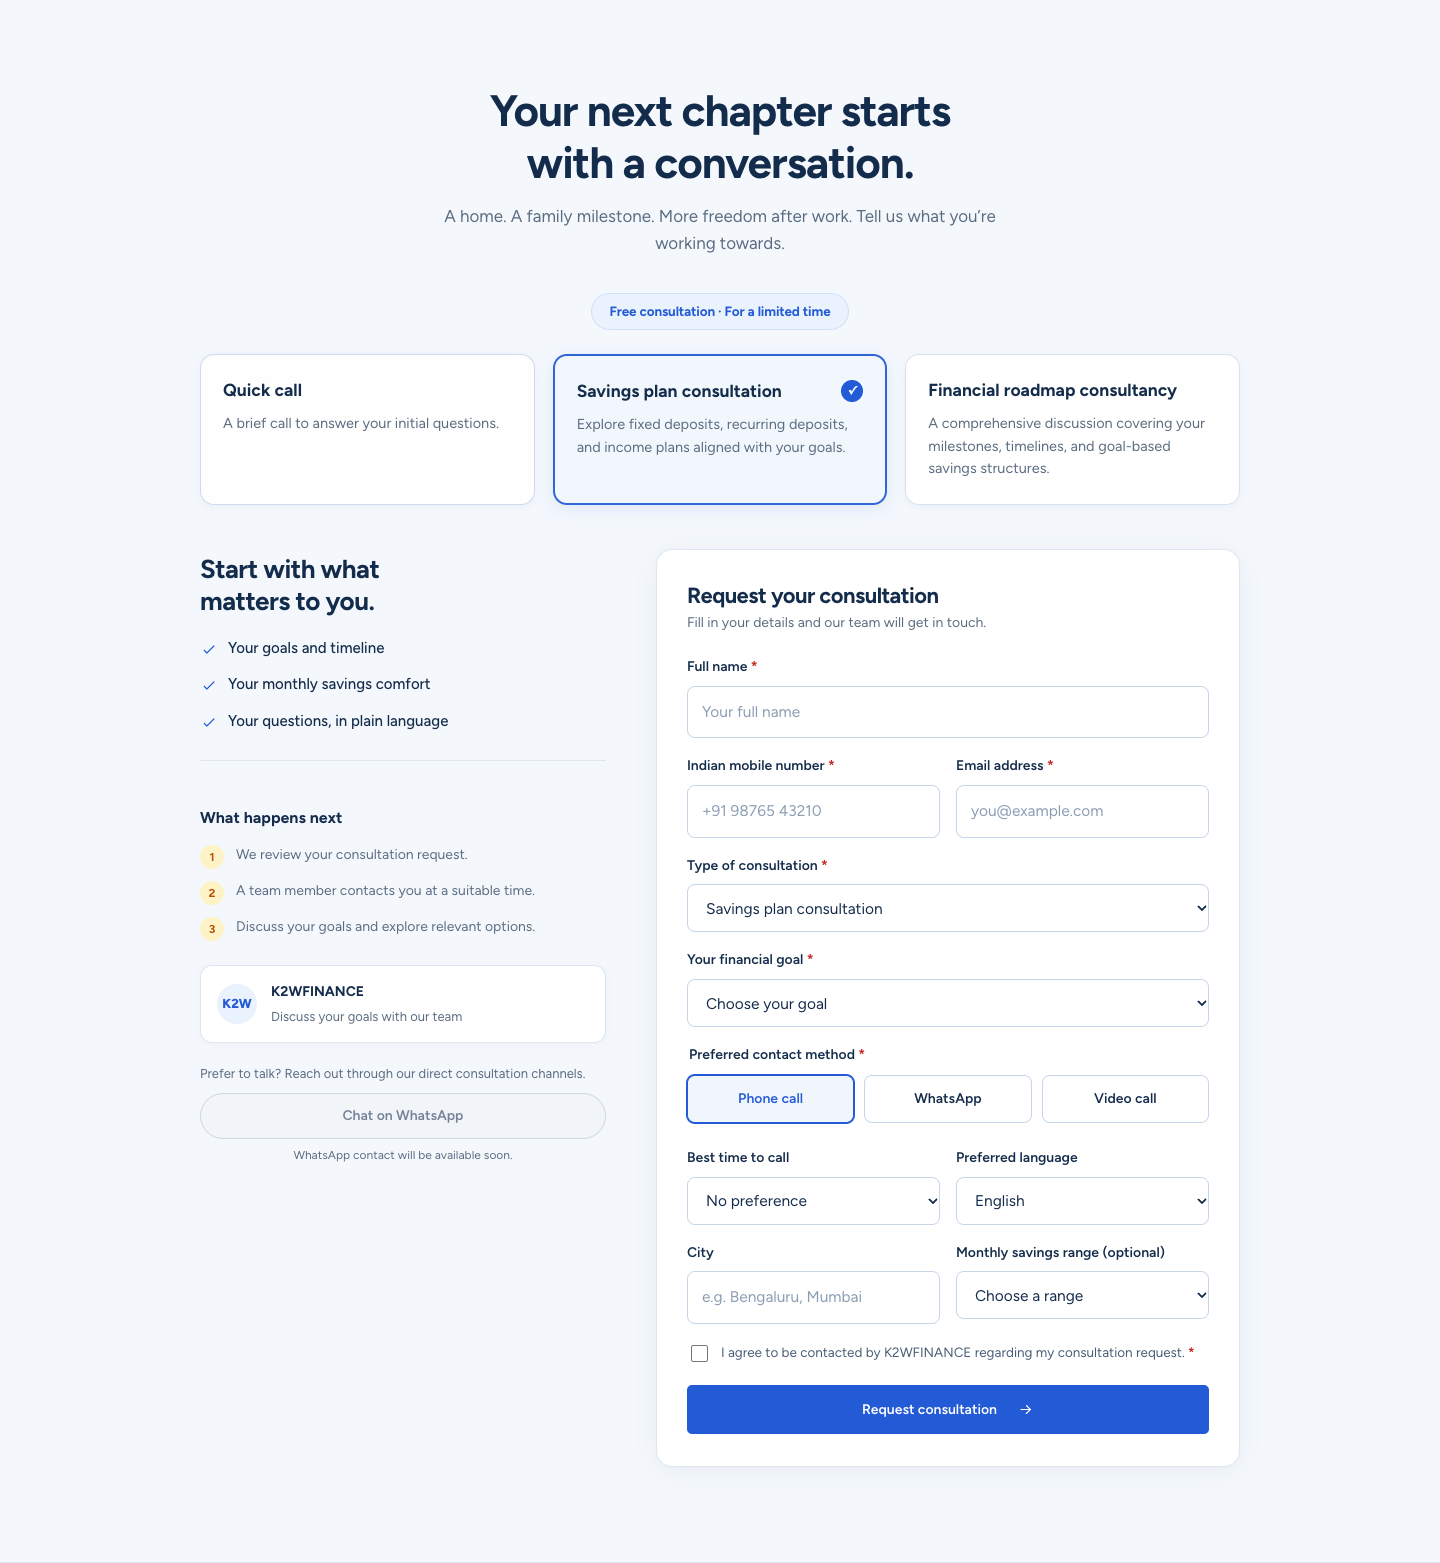 Your next chapter starts
with a conversation.
A home. A family milestone. More freedom after work. Tell us what you’re
working towards.
Free consultation · For a limited time
Quick call
A brief call to answer your initial questions.
Savings plan consultation
✓
Explore fixed deposits, recurring deposits,
and income plans aligned with your goals.
Financial roadmap consultancy
A comprehensive discussion covering your
milestones, timelines, and goal-based
savings structures.
Start with what
matters to you.
Your goals and timeline
Your monthly savings comfort
Your questions, in plain language
What happens next
1 We review your consultation request.
2 A team member contacts you at a suitable time.
3 Discuss your goals and explore relevant options.
K2W
K2WFINANCE
Discuss your goals with our team
Prefer to talk? Reach out through our direct consultation channels.
Chat on WhatsApp
WhatsApp contact will be available soon.
Request your consultation
Fill in your details and our team will get in touch.
Full name *
Your full name
Indian mobile number *
+91 98765 43210
Email address *
you@example.com
Type of consultation *
Savings plan consultation
Your financial goal *
Choose your goal
Preferred contact method *
Phone call
WhatsApp
Video call
Best time to call
No preference
Preferred language
English
City
e.g. Bengaluru, Mumbai
Monthly savings range (optional)
Choose a range
I agree to be contacted by K2WFINANCE regarding my consultation request. *
Request consultation →